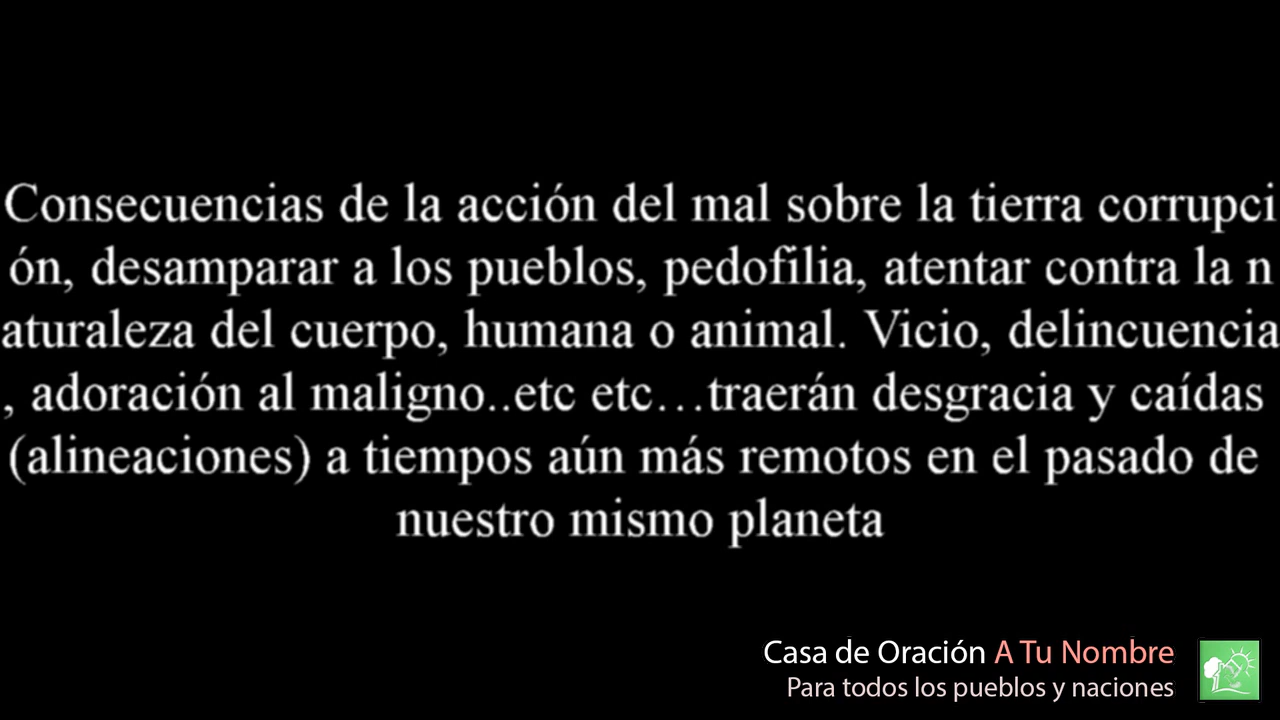 Consecuencias de la acción del mal sobre la tierra corrupci
ón, desamparar a los pueblos, pedofilia, atentar contra la n
aturaleza del cuerpo, humana o animal. Vicio, delincuencia
, adoración al maligno..etc etc…traerán desgracia y caídas
(alineaciones) a tiempos aún más remotos en el pasado de
nuestro mismo planeta
Casa de Oración A Tu Nombre
Para todos los pueblos y naciones